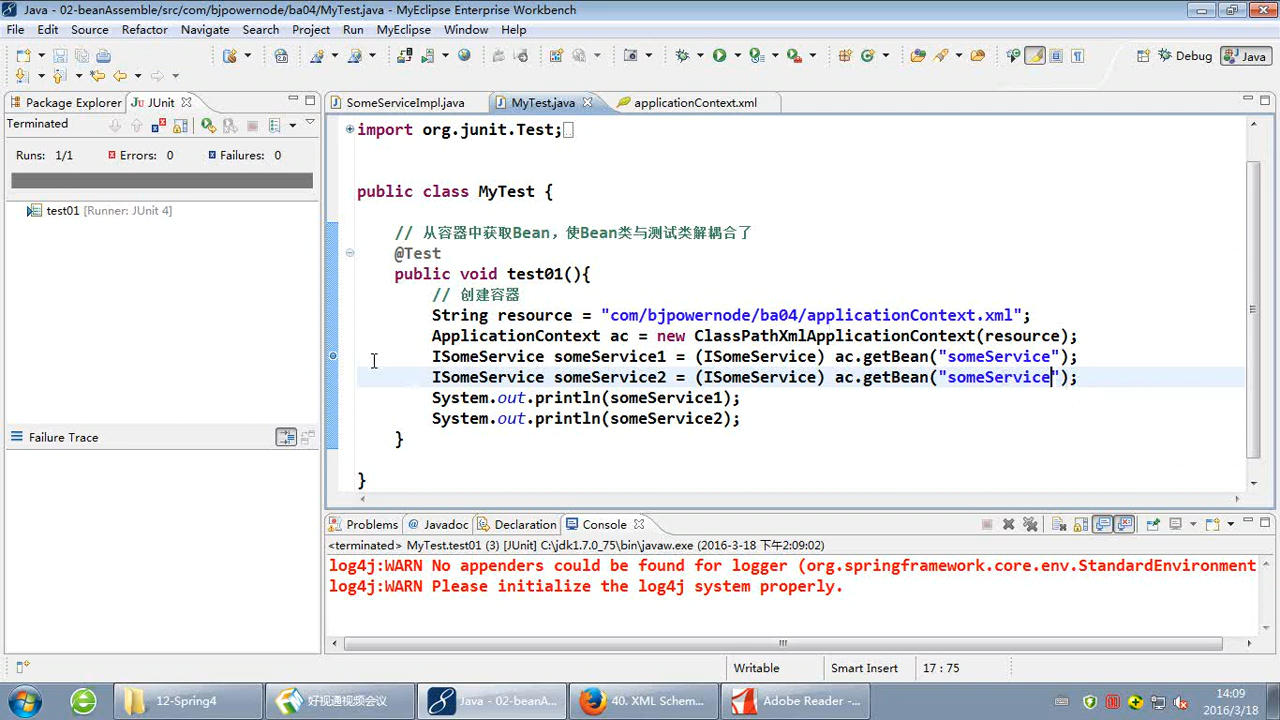 Java - 02-beanAssemble/src/com/bjpowernode/ba04/MyTest.java - MyEclipse Enterprise Workbench
File Edit Source Refactor Navigate Search Project Run MyEclipse Window Help
Debug Java
Package Explorer JUnit
SomeServiceImpl.java MyTest.java applicationContext.xml
Terminated
Runs: 1/1 Errors: 0 Failures: 0
test01 [Runner: JUnit 4]
Failure Trace
import org.junit.Test;
public class MyTest {
// 从容器中获取Bean，使Bean类与测试类解耦合了
@Test
public void test01(){
// 创建容器
String resource = "com/bjpowernode/ba04/applicationContext.xml";
ApplicationContext ac = new ClassPathXmlApplicationContext(resource);
ISomeService someService1 = (ISomeService) ac.getBean("someService");
ISomeService someService2 = (ISomeService) ac.getBean("someService");
System.out.println(someService1);
System.out.println(someService2);
}
}
Problems Javadoc Declaration Console
<terminated> MyTest.test01 (3) [JUnit] C:\jdk1.7.0_75\bin\javaw.exe (2016-3-18 下午2:09:02)
log4j:WARN No appenders could be found for logger (org.springframework.core.env.StandardEnvironment
log4j:WARN Please initialize the log4j system properly.
Writable Smart Insert 17 : 75
12-Spring4 好视通视频会议 Java - 02-beanA... 40. XML Schem... Adobe Reader -... 14:09
2016/3/18